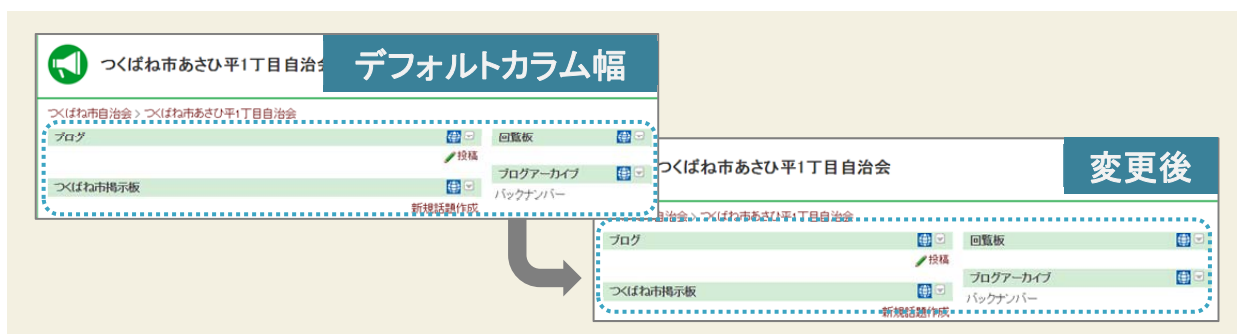 つくばね市あさひ平1丁目自治会
デフォルトカラム幅
つくばね市自治会 > つくばね市あさひ平1丁目自治会
ブログ
回覧板
投稿
ブログアーカイブ
つくばね市掲示板
バックナンバー
新規話題作成
つくばね市あさひ平1丁目自治会
変更後
自治会 > つくばね市あさひ平1丁目自治会
ブログ
回覧板
投稿
ブログアーカイブ
つくばね市掲示板
バックナンバー
新規話題作成